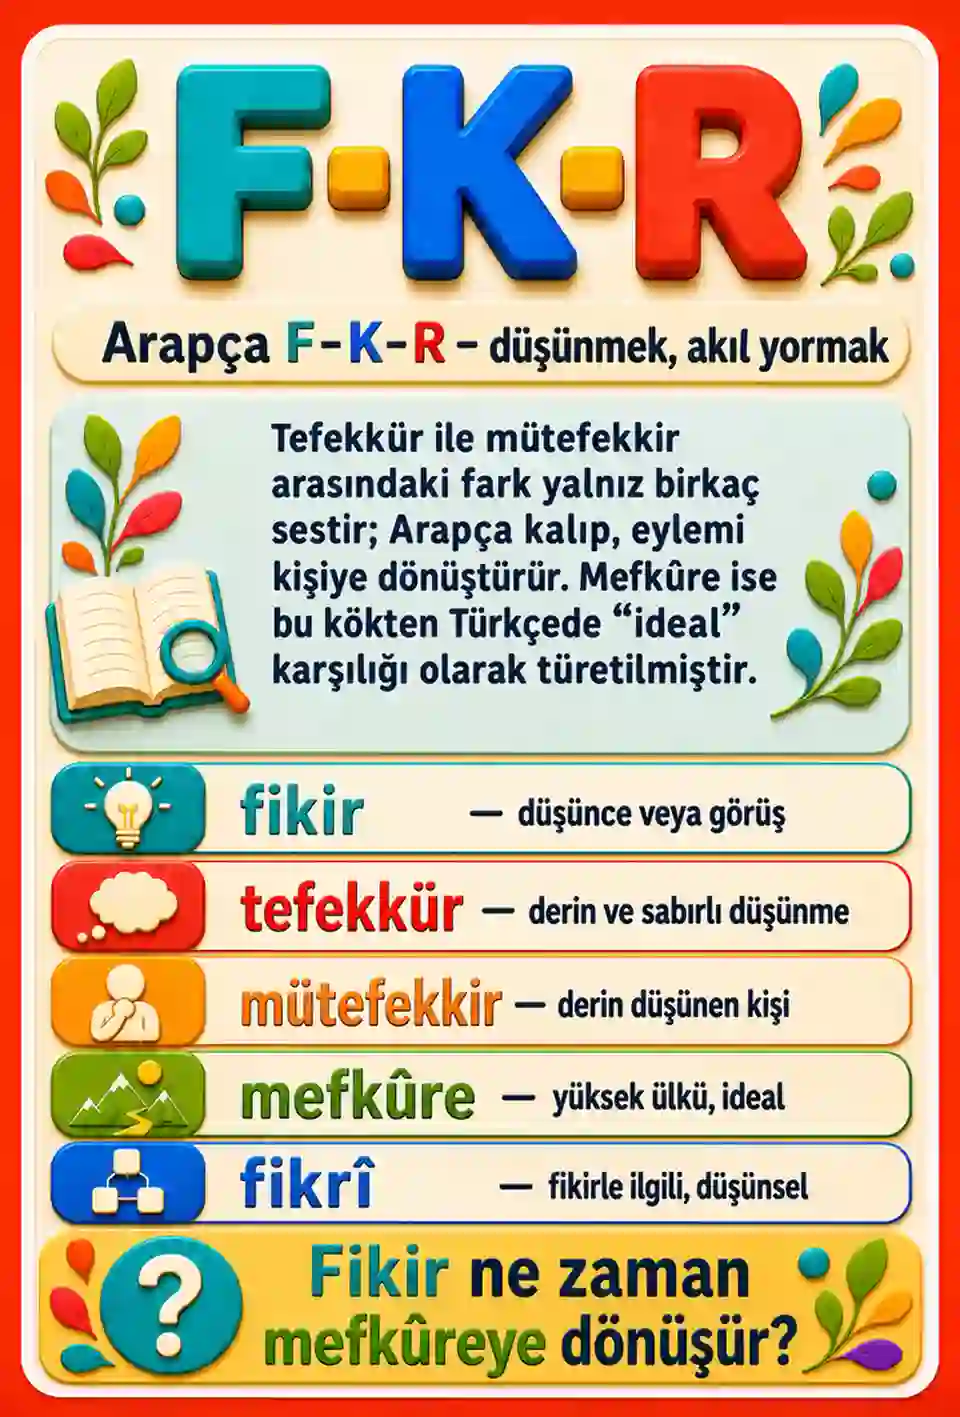 F-K-R
Arapça F-K-R – düşünmek, akıl yormak
Tefekkür ile mütefekkir
arasındaki fark yalnız birkaç
sestir; Arapça kalıp, eylemi
kişiye dönüştürür. Mefkûre ise
bu kökten Türkçede “ideal”
karşılığı olarak türetilmiştir.
fikir — düşünce veya görüş
tefekkür — derin ve sabırlı düşünme
mütefekkir — derin düşünen kişi
mefkûre — yüksek ülkü, ideal
fikrî — fikirle ilgili, düşünsel
?
Fikir ne zaman
mefkûreye dönüşür?